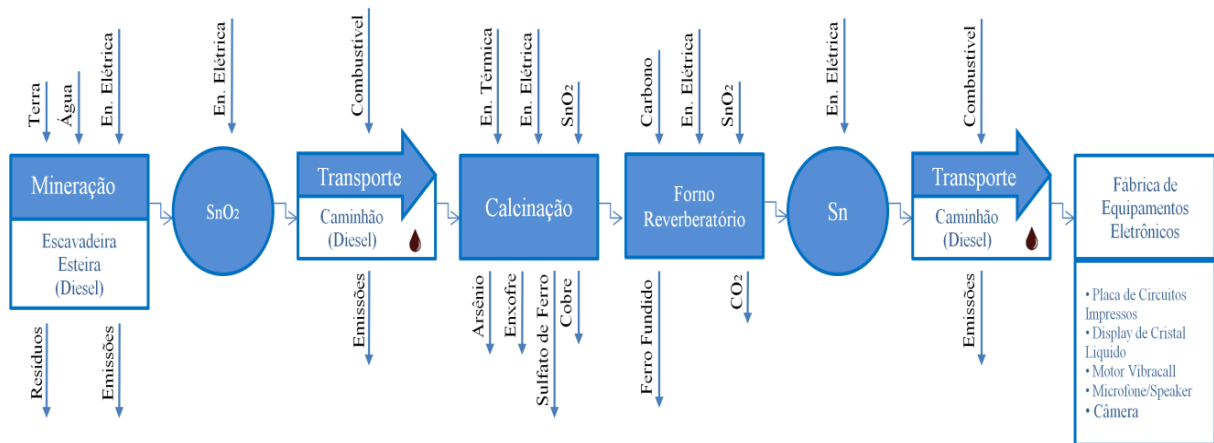 Terra
Água
En. Elétrica
Mineração
Escavadeira
Esteira
(Diesel)
Resíduos
Emissões
En. Elétrica
SnO₂
Combustível
Transporte
Caminhão
(Diesel)
Emissões
En. Térmica
En. Elétrica
SnO₂
Calcinação
Arsênio
Enxofre
Sulfato de Ferro
Cobre
Carbono
En. Elétrica
SnO₂
Forno
Reverberatório
Ferro Fundido
CO₂
En. Elétrica
Sn
Combustível
Transporte
Caminhão
(Diesel)
Emissões
Fábrica de
Equipamentos
Eletrônicos
• Placa de Circuitos
Impressos
• Display de Cristal
Liquido
• Motor Vibracall
• Microfone/Speaker
• Câmera